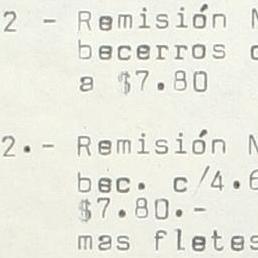 2 - Remisión N
becerros
a $7.80
2.- Remisión N
bec. c/4.6
$7.80.-
mas fletes